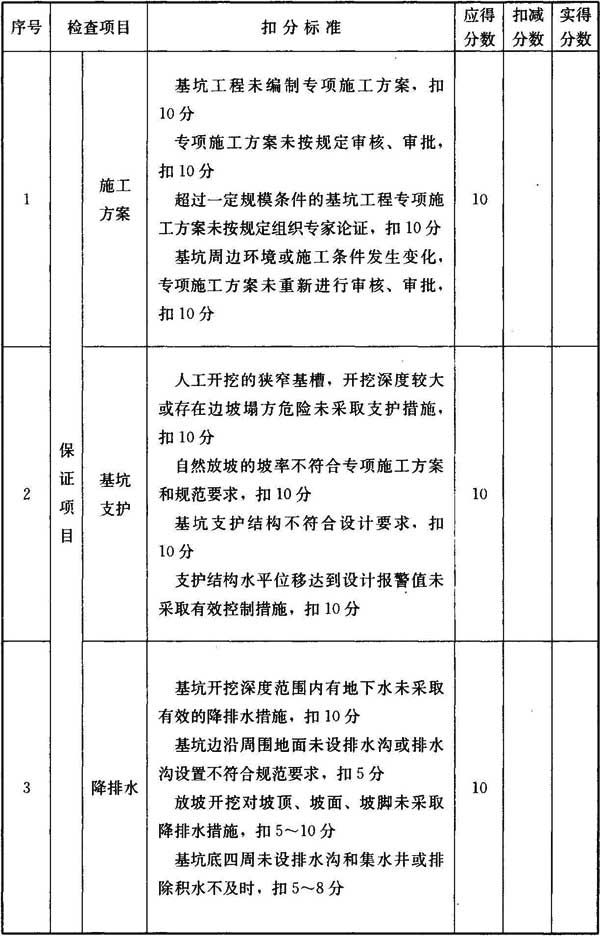 序号 检查项目 扣分标准 应得分数 扣减分数 实得分数
保证项目
1 施工方案
基坑工程未编制专项施工方案，扣
10分
专项施工方案未按规定审核、审批，
扣10分
超过一定规模条件的基坑工程专项施
工方案未按规定组织专家论证，扣10分
基坑周边环境或施工条件发生变化，
专项施工方案未重新进行审核、审批，
扣10分
10
2 基坑支护
人工开挖的狭窄基槽，开挖深度较大
或存在边坡塌方危险未采取支护措施，
扣10分
自然放坡的坡率不符合专项施工方案
和规范要求，扣10分
基坑支护结构不符合设计要求，扣
10分
支护结构水平位移达到设计报警值未
采取有效控制措施，扣10分
10
3 降排水
基坑开挖深度范围内有地下水未采取
有效的降排水措施，扣10分
基坑边沿周围地面未设排水沟或排水
沟设置不符合规范要求，扣5分
放坡开挖对坡顶、坡面、坡脚未采取
降排水措施，扣5～10分
基坑底四周未设排水沟和集水井或排
除积水不及时，扣5～8分
10